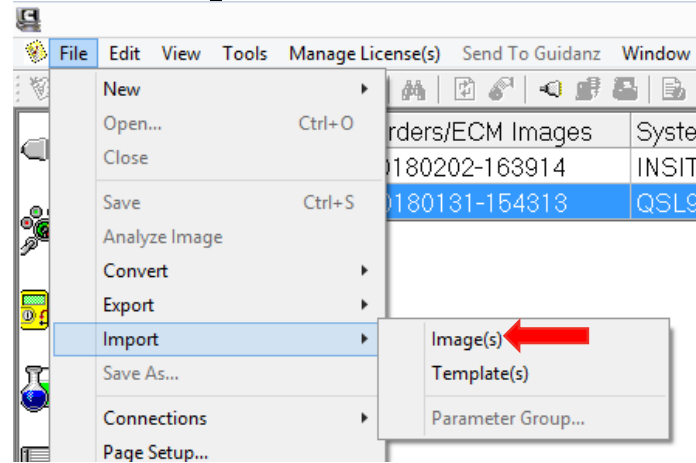 File Edit View Tools Manage License(s) Send To Guidanz Window
New
Open... Ctrl+O
Close
Save Ctrl+S
Analyze Image
Convert
Export
Import
Save As...
Connections
Page Setup...
Image(s)
Template(s)
Parameter Group...
rders/ECM Images Syste
0180202-163914 INSIT
0180131-154313 QSL9